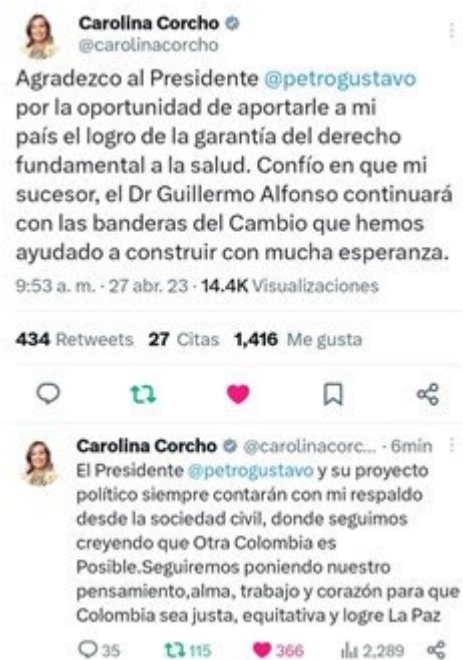 Carolina Corcho
@carolinacorcho
Agradezco al Presidente @petrogustavo
por la oportunidad de aportarle a mi
país el logro de la garantía del derecho
fundamental a la salud. Confío en que mi
sucesor, el Dr Guillermo Alfonso continuará
con las banderas del Cambio que hemos
ayudado a construir con mucha esperanza.
9:53 a. m. · 27 abr. 23 · 14.4K Visualizaciones
434 Retweets 27 Citas 1,416 Me gusta
Carolina Corcho @carolinacorc... · 6min
El Presidente @petrogustavo y su proyecto
político siempre contarán con mi respaldo
desde la sociedad civil, donde seguimos
creyendo que Otra Colombia es
Posible.Seguiremos poniendo nuestro
pensamiento,alma, trabajo y corazón para que
Colombia sea justa, equitativa y logre La Paz
35 115 366 2,289